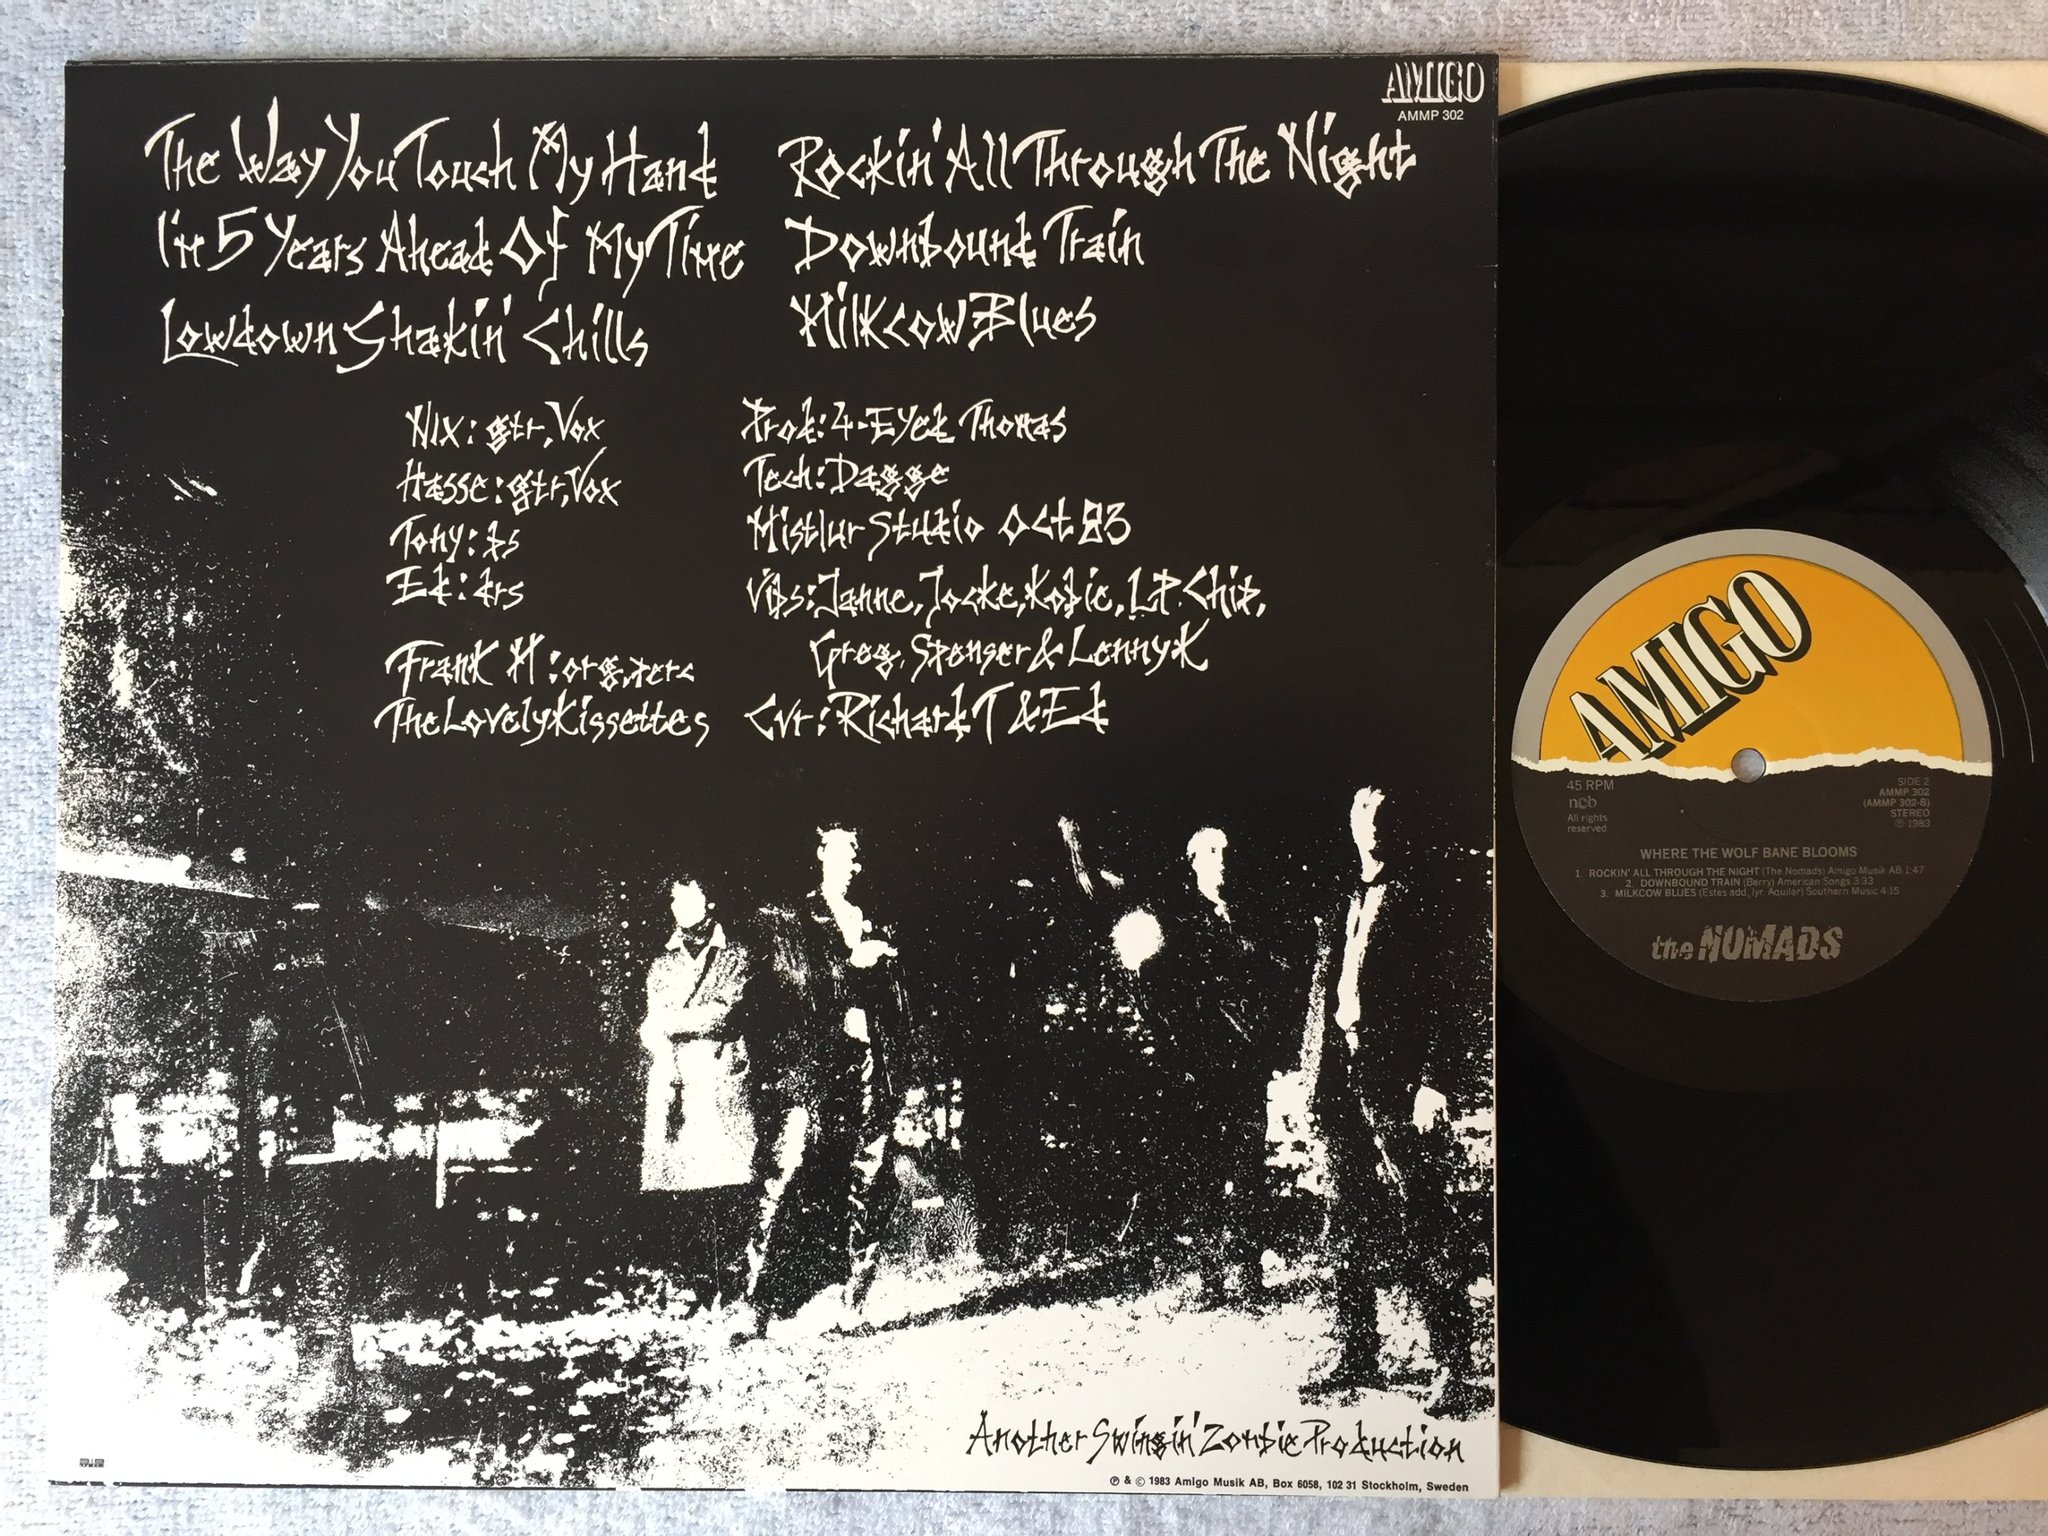 AMIGO
AMMP 302
The Way You Touch My Hand
I'm 5 Years Ahead Of My Time
Lowdown Shakin' Chills
Rockin' All Through The Night
Downbound Train
Milkcow Blues
Nix: gtr, Vox
Hasse: gtr, Vox
Tony: bs
Ed: drs
Frank M: org, perc
The Lovely Kissettes
Prod: 4-Eyed Thomas
Tech: Dagge
Mistlur Studio Oct 83
Vibs: Janne, Jocke, Kobie, LP, Chip,
Greg, Spenser & Lenny K
Cvr: Richard T & Ed
Another Swingin' Zombie Production
℗ & © 1983 Amigo Musik AB, Box 6058, 102 31 Stockholm, Sweden
AMIGO
45 RPM
ncb
All rights
reserved
SIDE 2
AMMP 302
(AMMP 302-B)
STEREO
℗ 1983
WHERE THE WOLF BANE BLOOMS
1. ROCKIN' ALL THROUGH THE NIGHT (The Nomads) Amigo Musik AB 1:47
2. DOWNBOUND TRAIN (Berry) American Songs 3:33
3. MILKCOW BLUES (Estes add. lyr. Aquilar) Southern Music 4:15
the NOMADS